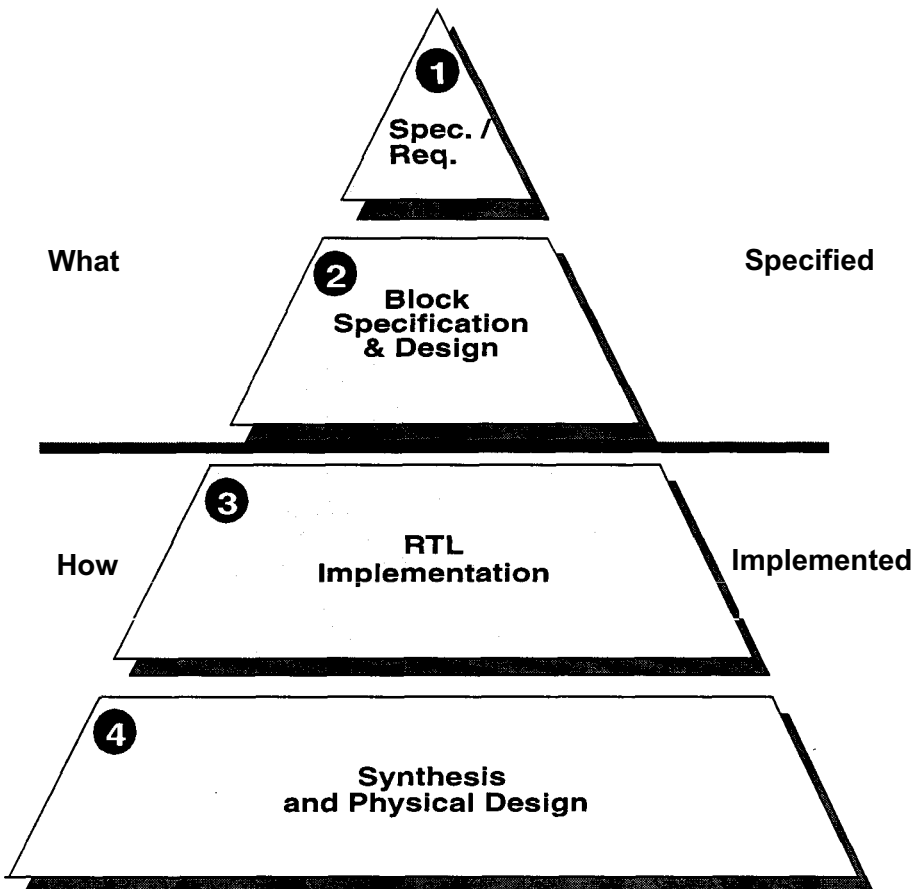 1
Spec. /
Req.
What
Specified
2
Block
Specification
& Design
3
RTL
Implementation
How
Implemented
4
Synthesis
and Physical Design